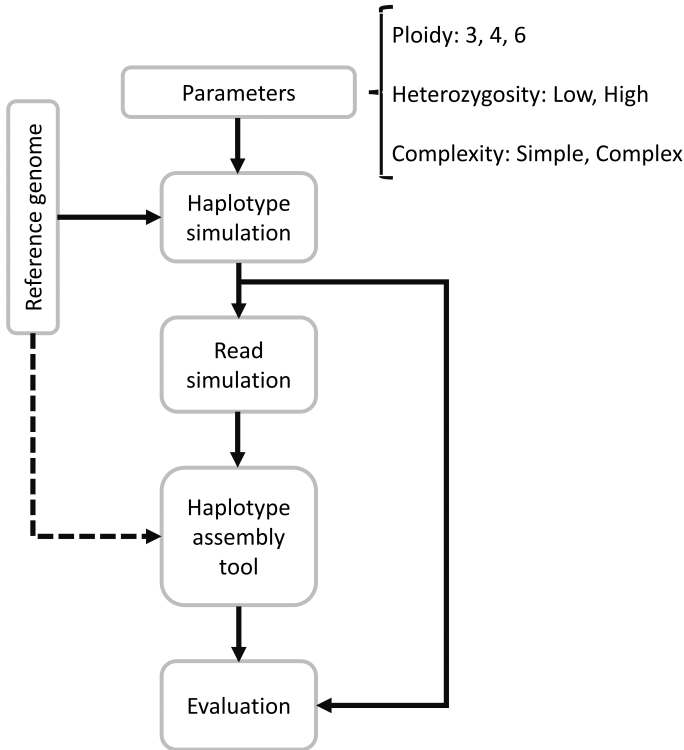 Ploidy: 3, 4, 6
Parameters
Heterozygosity: Low, High
Complexity: Simple, Complex
Reference genome
Haplotype
simulation
Read
simulation
Haplotype
assembly
tool
Evaluation